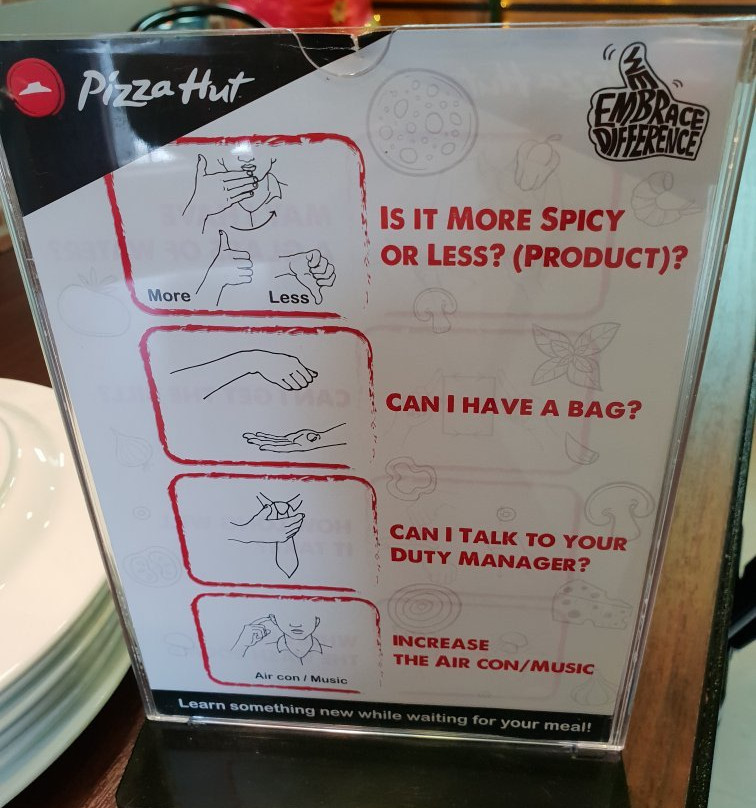 Pizza Hut
WE
EMBRACE
DIFFERENCE
IS IT MORE SPICY
OR LESS? (PRODUCT)?
More
Less
CAN I HAVE A BAG?
CAN I TALK TO YOUR
DUTY MANAGER?
INCREASE
THE AIR CON/MUSIC
Air con / Music
Learn something new while waiting for your meal!